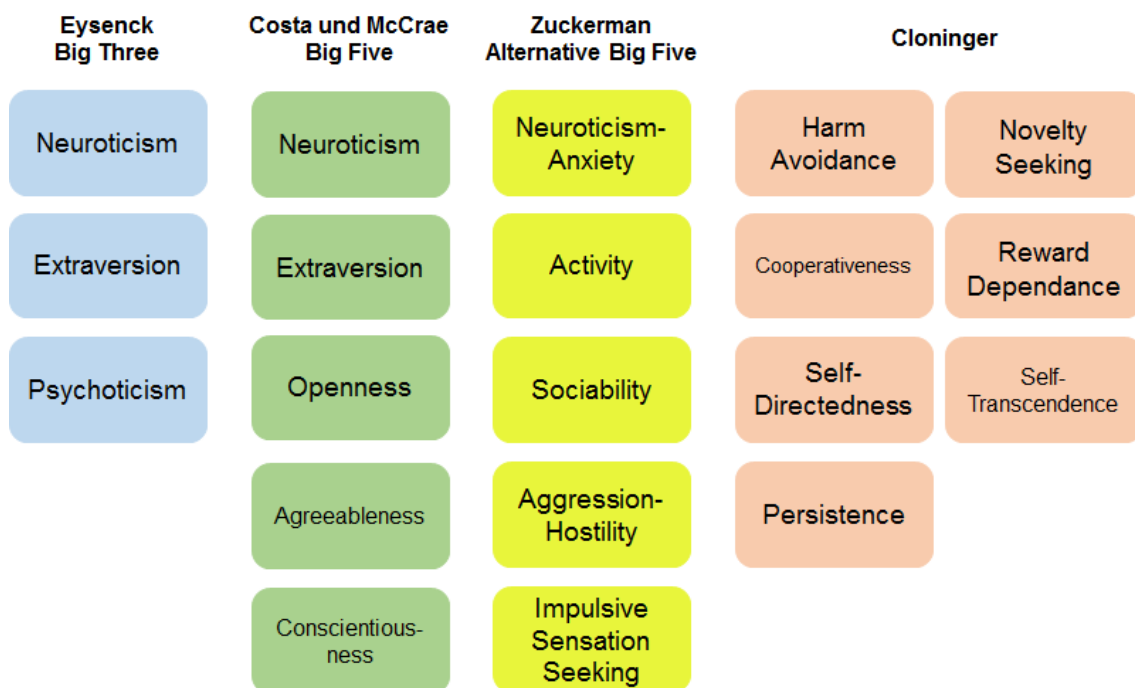 Eysenck
Big Three
Costa und McCrae
Big Five
Zuckerman
Alternative Big Five
Cloninger
Neuroticism
Extraversion
Psychoticism
Neuroticism
Extraversion
Openness
Agreeableness
Conscientious-
ness
Neuroticism-
Anxiety
Activity
Sociability
Aggression-
Hostility
Impulsive
Sensation
Seeking
Harm
Avoidance
Cooperativeness
Self-
Directedness
Persistence
Novelty
Seeking
Reward
Dependance
Self-
Transcendence